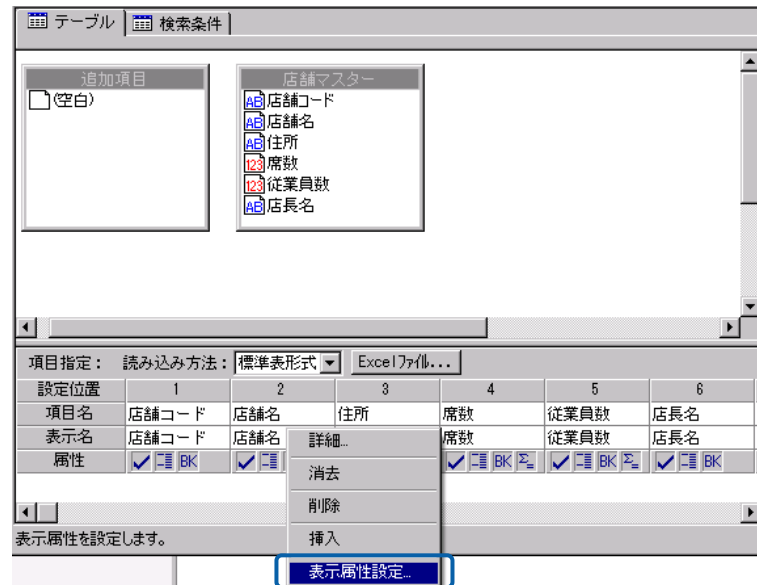 テーブル 検索条件
追加項目
(空白)
店舗マスター
AB 店舗コード
AB 店舗名
AB 住所
123 席数
123 従業員数
AB 店長名
項目指定： 読み込み方法： 標準表形式 Excelファイル...
設定位置 1 2 3 4 5 6
項目名 店舗コード 店舗名 住所 席数 従業員数 店長名
表示名 店舗コード 店舗名 席数 従業員数 店長名
属性 BK BK Σ BK Σ BK
詳細...
消去
削除
挿入
表示属性設定...
表示属性を設定します。